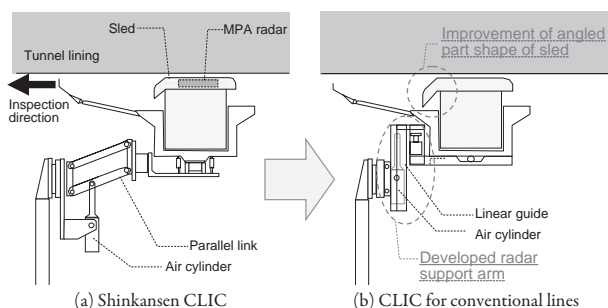 (a)
Sled
MPA radar
Tunnel lining
Inspection
direction
Parallel link
Air cylinder
(a) Shinkansen CLIC
(b)
Improvement of angled
part shape of sled
Linear guide
Air cylinder
Developed radar
support arm
(b) CLIC for conventional lines